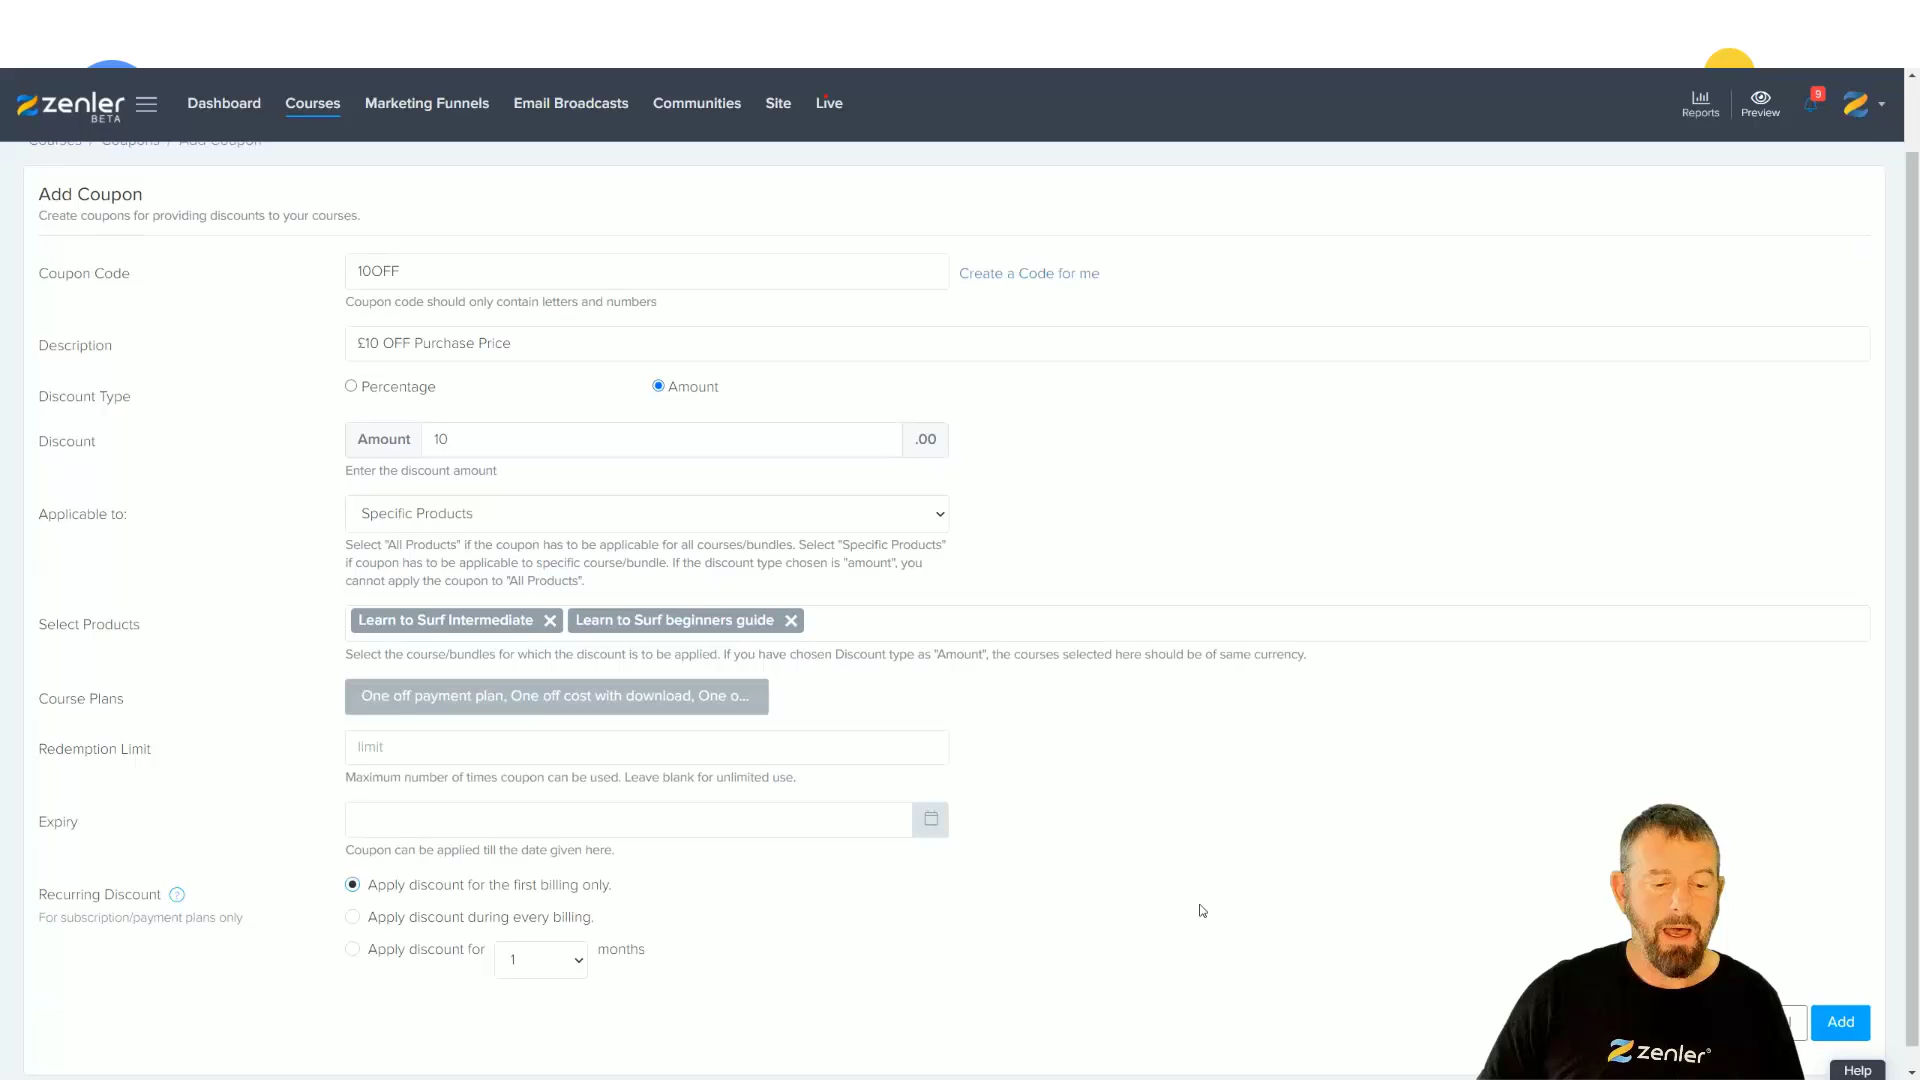 zenler
BETA
Dashboard
Courses
Marketing Funnels
Email Broadcasts
Communities
Site
Live
Reports
Preview
9
Courses / Coupons / Add Coupon
Add Coupon
Create coupons for providing discounts to your courses.
Coupon Code
10OFF
Create a Code for me
Coupon code should only contain letters and numbers
Description
£10 OFF Purchase Price
Discount Type
Percentage
Amount
Discount
Amount
10
.00
Enter the discount amount
Applicable to:
Specific Products
Select "All Products" if the coupon has to be applicable for all courses/bundles. Select "Specific Products"
if coupon has to be applicable to specific course/bundle. If the discount type chosen is "amount", you
cannot apply the coupon to "All Products".
Select Products
Learn to Surf Intermediate
Learn to Surf beginners guide
Select the course/bundles for which the discount is to be applied. If you have chosen Discount type as "Amount", the courses selected here should be of same currency.
Course Plans
One off payment plan, One off cost with download, One o...
Redemption Limit
limit
Maximum number of times coupon can be used. Leave blank for unlimited use.
Expiry
Coupon can be applied till the date given here.
Recurring Discount ?
For subscription/payment plans only
Apply discount for the first billing only.
Apply discount during every billing.
Apply discount for
1
months
Add
zenler®
Help